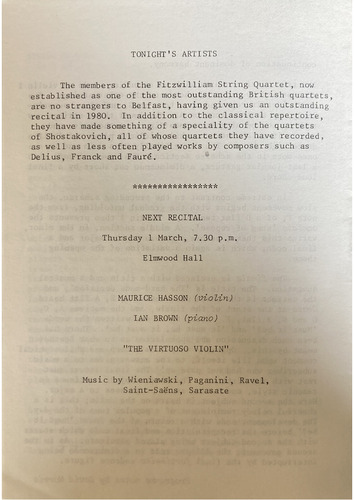 TONIGHT'S ARTISTS
The members of the Fitzwilliam String Quartet, now
established as one of the most outstanding British quartets,
are no strangers to Belfast, having given us an outstanding
recital in 1980. In addition to the classical repertoire,
they have made something of a speciality of the quartets
of Shostakovich, all of whose quartets they have recorded,
as well as less often played works by composers such as
Delius, Franck and Fauré.
*****************
NEXT RECITAL
Thursday 1 March, 7.30 p.m.
Elmwood Hall
MAURICE HASSON (violin)
IAN BROWN (piano)
"THE VIRTUOSO VIOLIN"
Music by Wieniawski, Paganini, Ravel,
Saint-Saëns, Sarasate